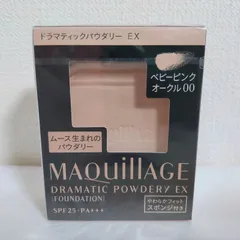 ドラマティックパウダリー EX
ベビーピンク
オークル00
ムース生まれの
パウダリー
MAQuillAGE
DRAMATIC POWDERY EX
[FOUNDATION]
SPF25・PA+++
やわらかフィット
スポンジ付き